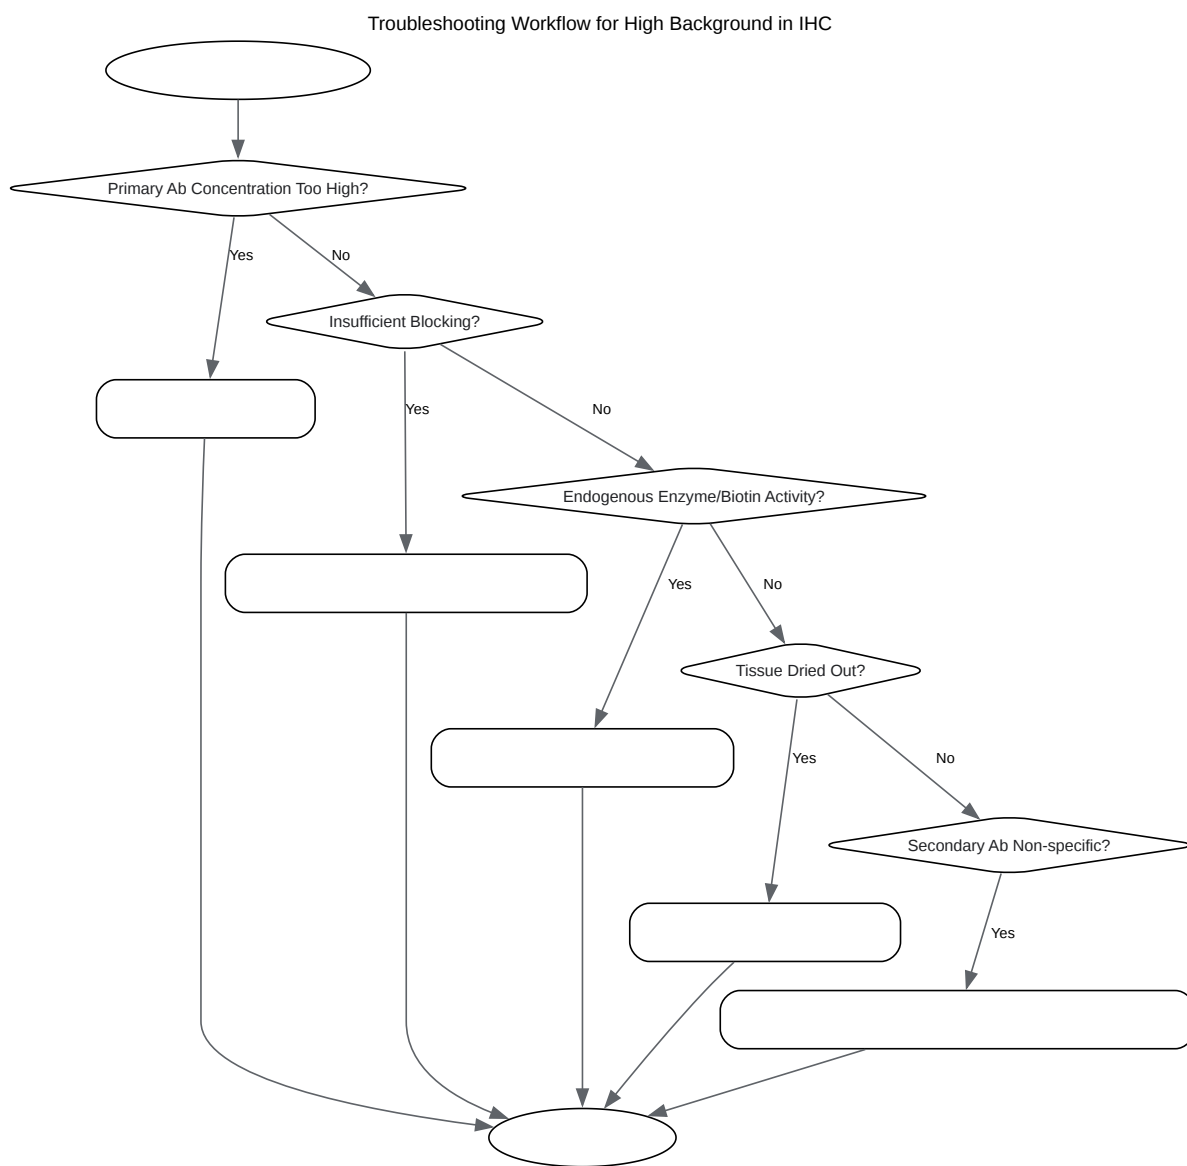 Troubleshooting Workflow for High Background in IHC
Primary Ab Concentration Too High?
Yes
No
Insufficient Blocking?
Yes
No
Endogenous Enzyme/Biotin Activity?
Yes
No
Tissue Dried Out?
Yes
No
Secondary Ab Non-specific?
Yes